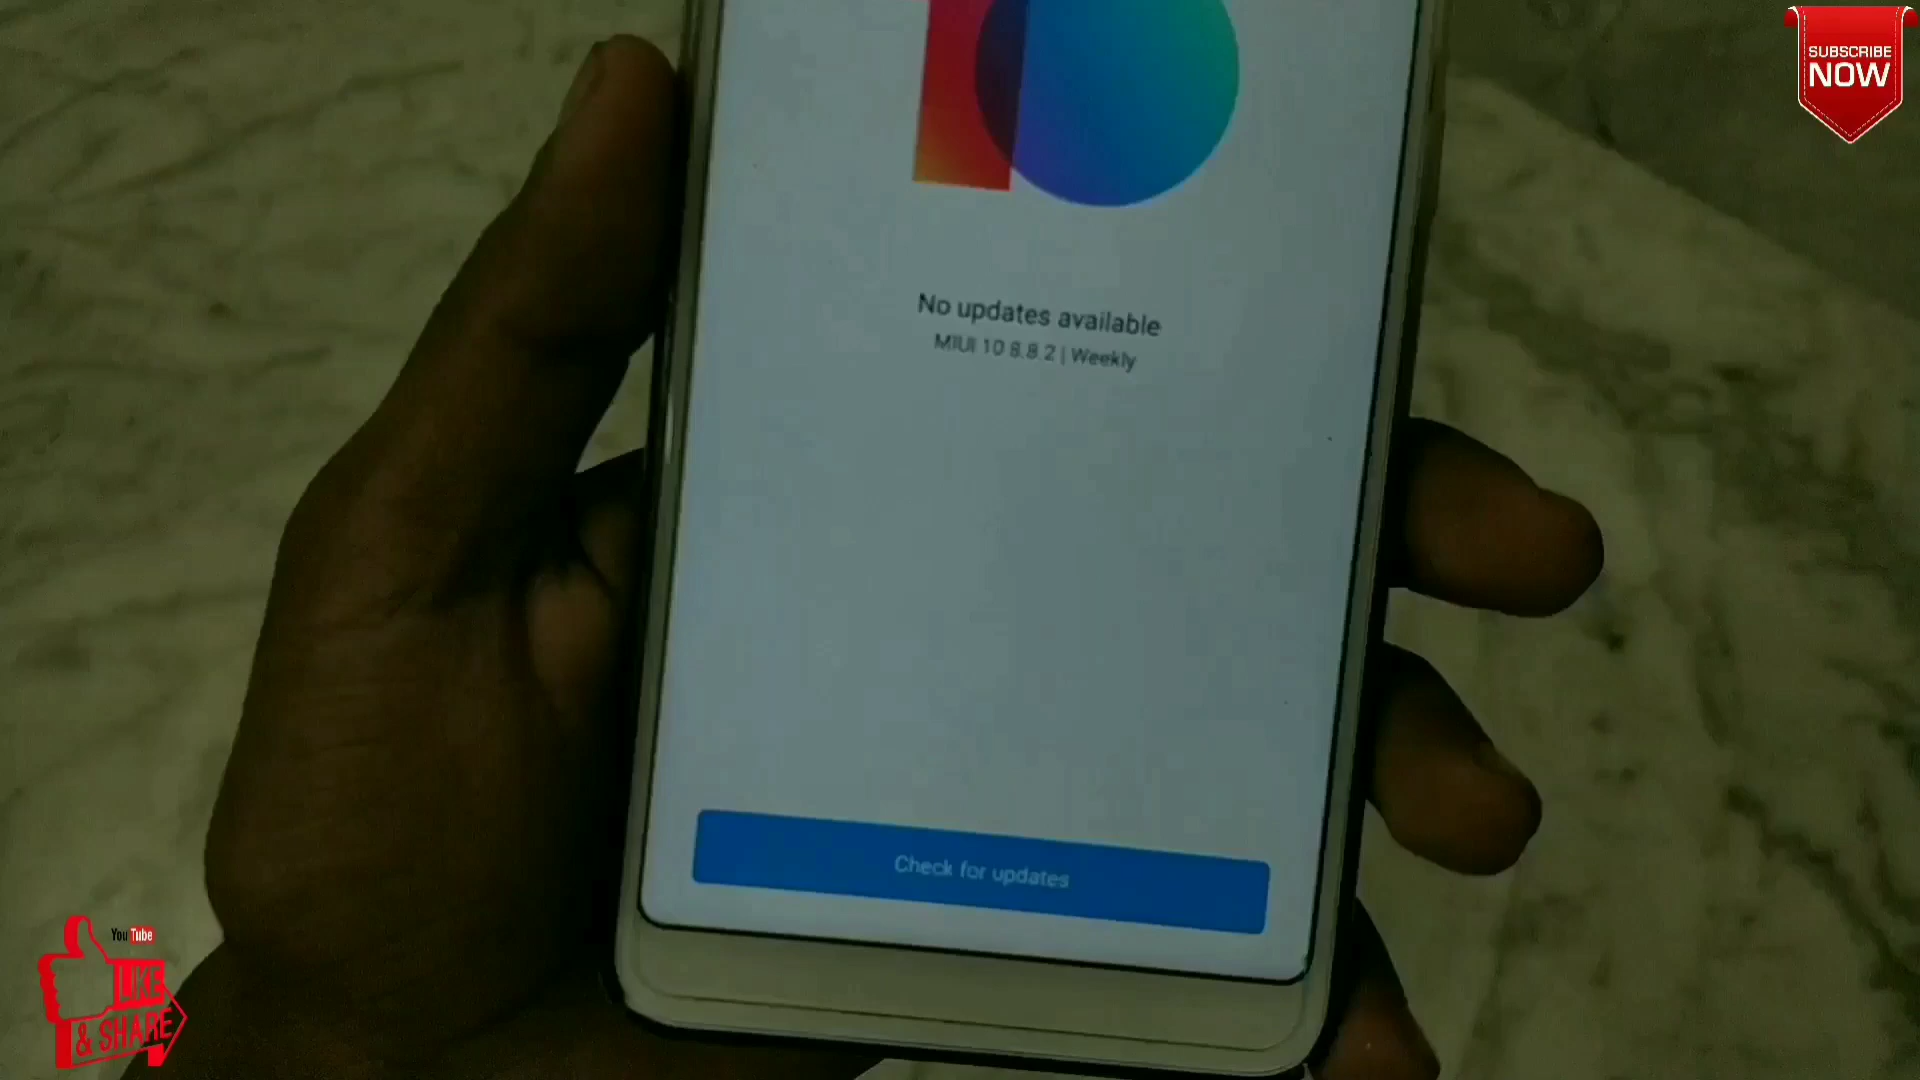 SUBSCRIBE
NOW
No updates available
MIUI 10 8.8.2 | Weekly
Check for updates
YouTube
LIKE
& SHARE